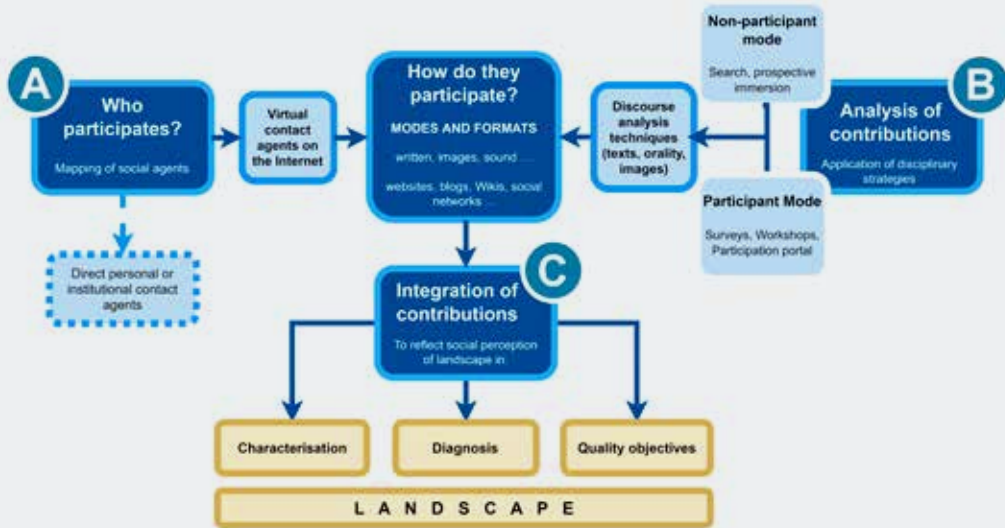 A
Who
participates?
Mapping of social agents
Direct personal or
institutional contact
agents
Virtual
contact
agents on
the Internet
How do they
participate?
MODES AND FORMATS
written, images, sound ....
websites, blogs, Wikis, social
networks ...
Discourse
analysis
techniques
(texts, orality,
images)
Non-participant
mode
Search, prospective
immersion
Participant Mode
Surveys, Workshops,
Participation portal
B
Analysis of
contributions
Application of disciplinary
strategies
C
Integration of
contributions
To reflect social perception
of landscape in
Characterisation
Diagnosis
Quality objectives
L A N D S C A P E